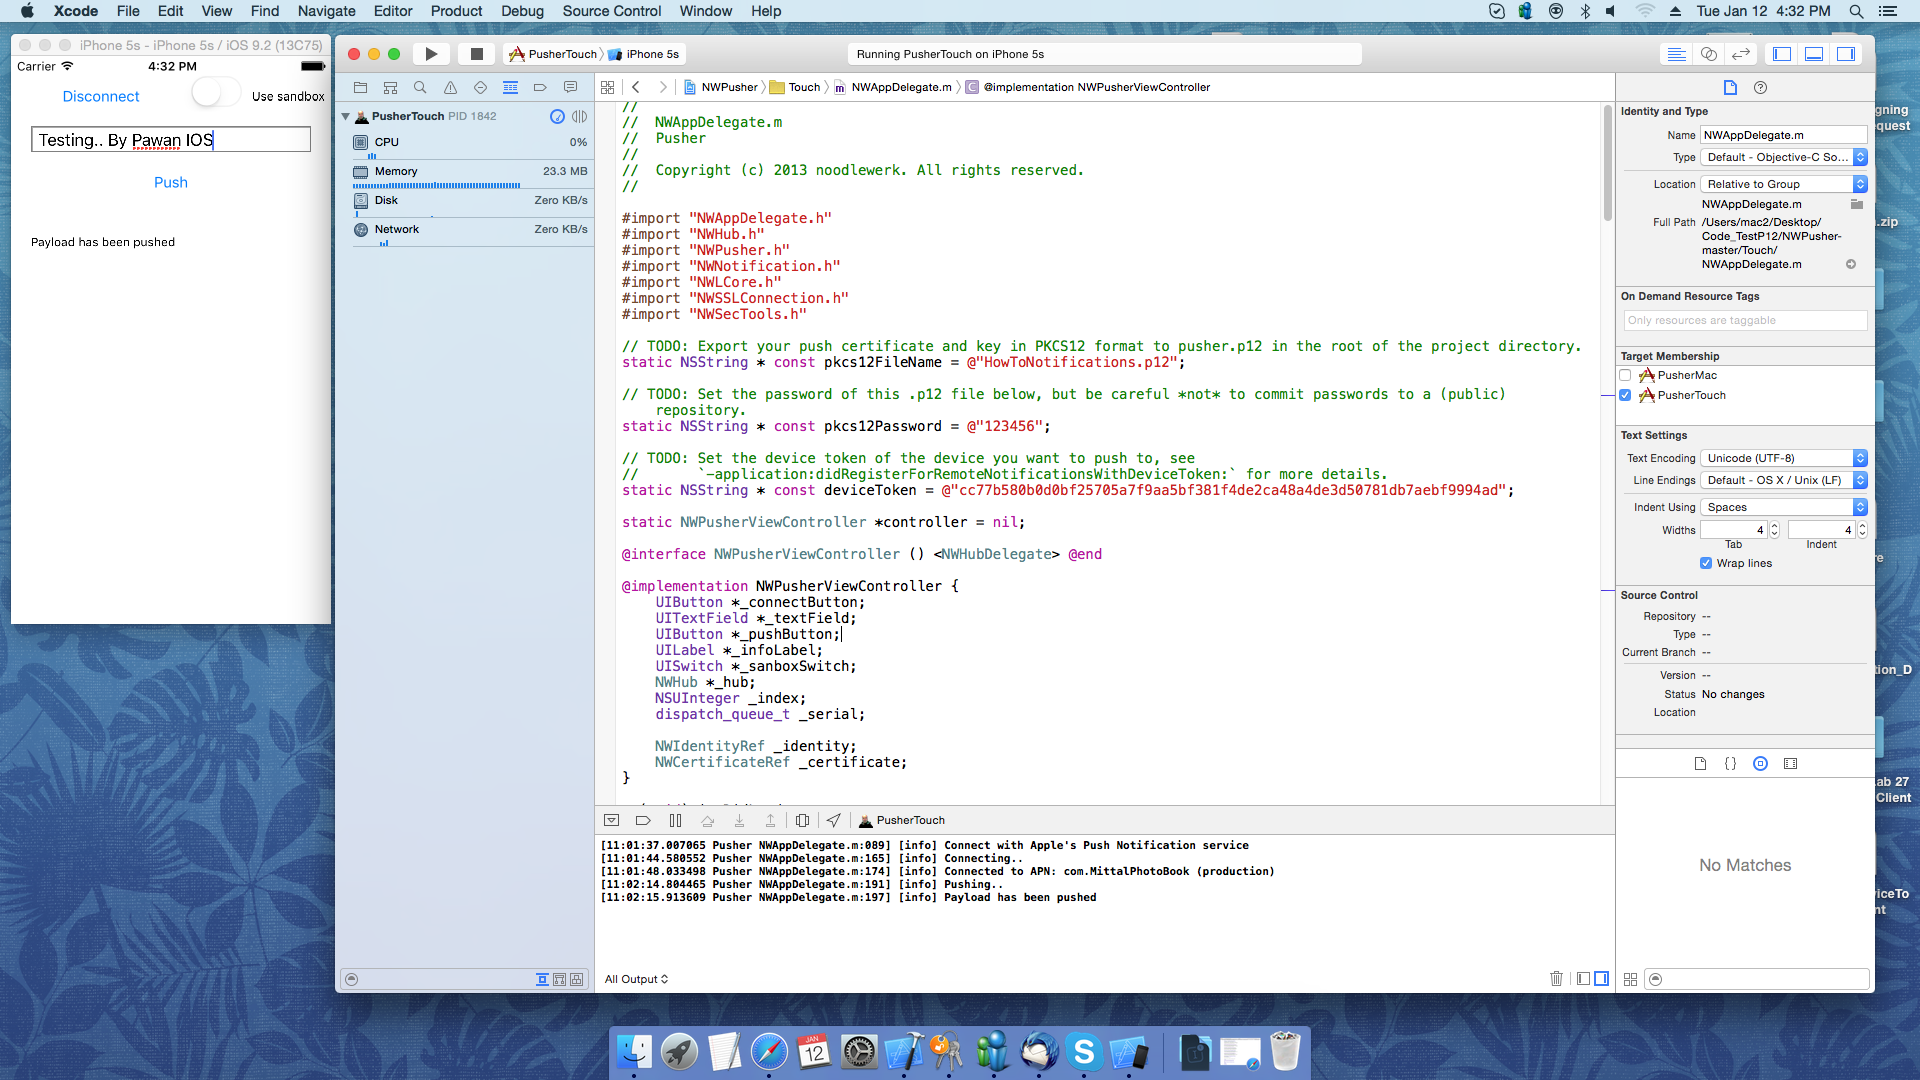 Xcode File Edit View Find Navigate Editor Product Debug Source Control Window Help
Tue Jan 12 4:32 PM
iPhone 5s - iPhone 5s / iOS 9.2 (13C75)
Carrier 4:32 PM
Disconnect Use sandbox
Testing.. By Pawan IOS
Push
Payload has been pushed
PusherTouch iPhone 5s
Running PusherTouch on iPhone 5s
PusherTouch PID 1842
CPU 0%
Memory 23.3 MB
Disk Zero KB/s
Network Zero KB/s
NWPusher Touch NWAppDelegate.m @implementation NWPusherViewController
//
// NWAppDelegate.m
// Pusher
//
// Copyright (c) 2013 noodlewerk. All rights reserved.
//
#import "NWAppDelegate.h"
#import "NWHub.h"
#import "NWPusher.h"
#import "NWNotification.h"
#import "NWLCore.h"
#import "NWSSLConnection.h"
#import "NWSecTools.h"
// TODO: Export your push certificate and key in PKCS12 format to pusher.p12 in the root of the project directory.
static NSString * const pkcs12FileName = @"HowToNotifications.p12";
// TODO: Set the password of this .p12 file below, but be careful *not* to commit passwords to a (public)
repository.
static NSString * const pkcs12Password = @"123456";
// TODO: Set the device token of the device you want to push to, see
// `-application:didRegisterForRemoteNotificationsWithDeviceToken:` for more details.
static NSString * const deviceToken = @"cc77b580b0d0bf25705a7f9aa5bf381f4de2ca48a4de3d50781db7aebf9994ad";
static NWPusherViewController *controller = nil;
@interface NWPusherViewController () <NWHubDelegate> @end
@implementation NWPusherViewController {
UIButton *_connectButton;
UITextField *_textField;
UIButton *_pushButton;
UILabel *_infoLabel;
UISwitch *_sanboxSwitch;
NWHub *_hub;
NSUInteger _index;
dispatch_queue_t _serial;
NWIdentityRef _identity;
NWCertificateRef _certificate;
}
PusherTouch
[11:01:37.007065 Pusher NWAppDelegate.m:089] [info] Connect with Apple's Push Notification service
[11:01:44.580552 Pusher NWAppDelegate.m:165] [info] Connecting..
[11:01:48.033498 Pusher NWAppDelegate.m:174] [info] Connected to APN: com.MittalPhotoBook (production)
[11:02:14.804465 Pusher NWAppDelegate.m:191] [info] Pushing..
[11:02:15.913609 Pusher NWAppDelegate.m:197] [info] Payload has been pushed
All Output
Identity and Type
Name NWAppDelegate.m
Type Default - Objective-C So...
Location Relative to Group
NWAppDelegate.m
Full Path /Users/mac2/Desktop/
Code_TestP12/NWPusher-
master/Touch/
NWAppDelegate.m
On Demand Resource Tags
Only resources are taggable
Target Membership
PusherMac
PusherTouch
Text Settings
Text Encoding Unicode (UTF-8)
Line Endings Default - OS X / Unix (LF)
Indent Using Spaces
Widths 4 4
Tab Indent
Wrap lines
Source Control
Repository --
Type --
Current Branch --
Version --
Status No changes
Location
{}
No Matches
gning
quest
.zip
re
tion_D
ab 27
Client
viceTo
nt
JAN
12
S